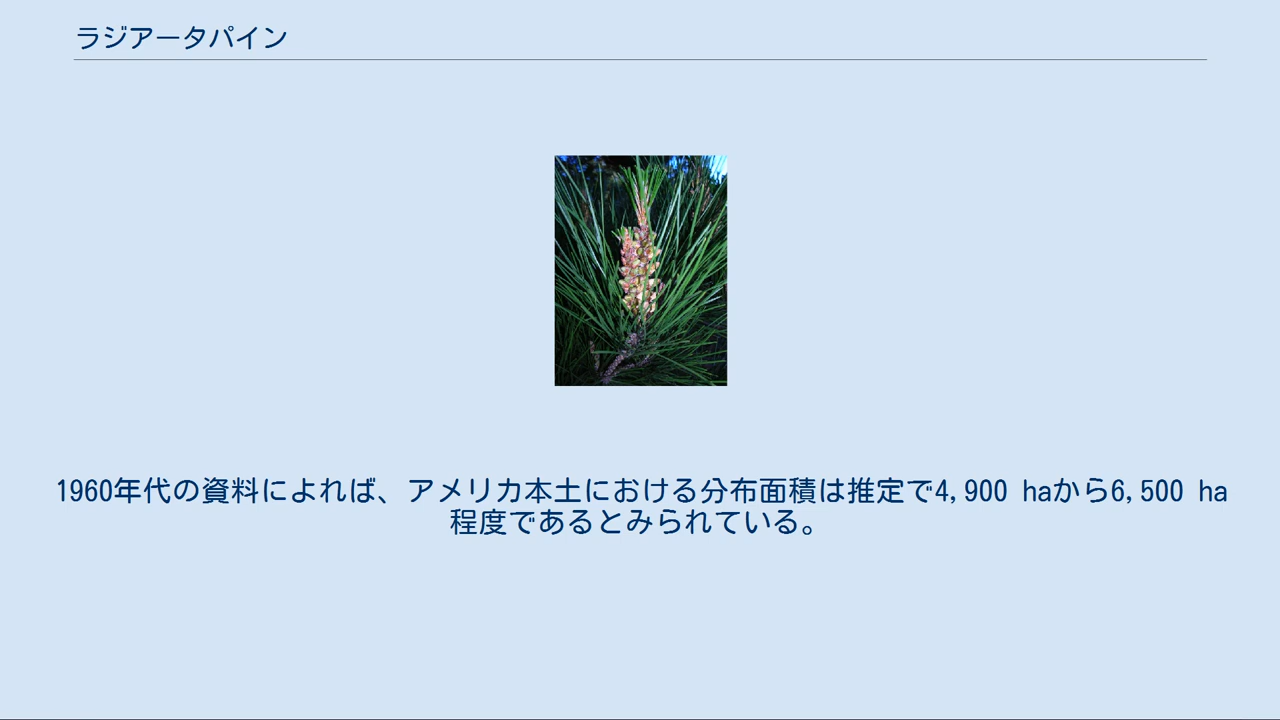 ラジアータパイン
1960年代の資料によれば、アメリカ本土における分布面積は推定で4,900 haから6,500 ha
程度であるとみられている。